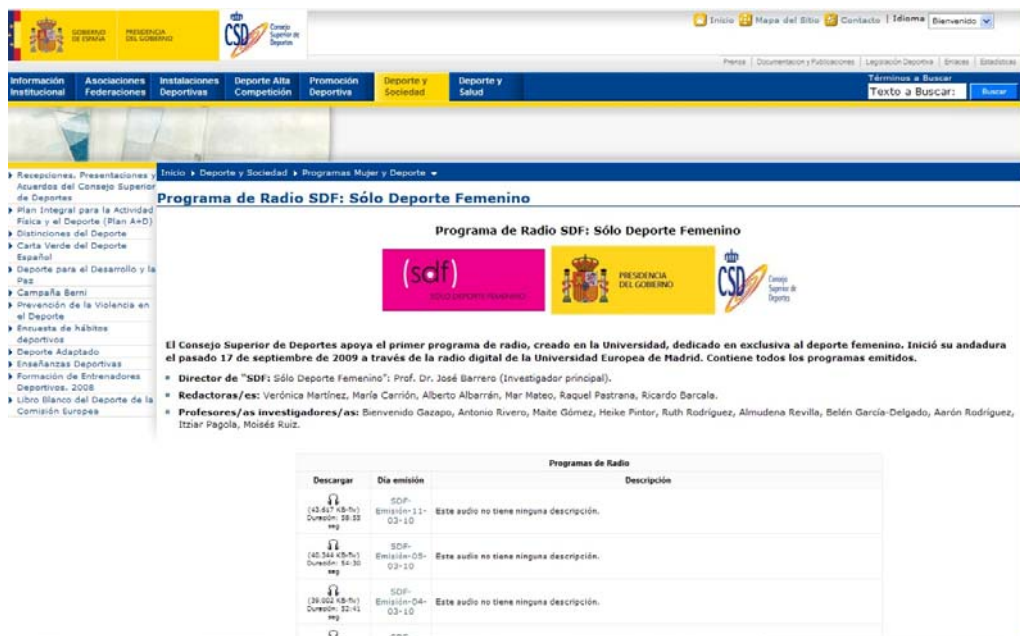 GOBIERNO
DE ESPAÑA
PRESIDENCIA
DEL GOBIERNO
CSD
Consejo
Superior de
Deportes
Inicio Mapa del Sitio Contacto | Idioma Bienvenido
Prensa | Documentación y Publicaciones | Legislación Deportiva | Enlaces | Estadísticas
Información
Institucional
Asociaciones
Federaciones
Instalaciones
Deportivas
Deporte Alta
Competición
Promoción
Deportiva
Deporte y
Sociedad
Deporte y
Salud
Términos a Buscar
Texto a Buscar:
Buscar
Recepciones, Presentaciones y
Acuerdos del Consejo Superior
de Deportes
Plan Integral para la Actividad
Física y el Deporte (Plan A+D)
Distinciones del Deporte
Carta Verde del Deporte
Español
Deporte para el Desarrollo y la
Paz
Campaña Berni
Prevención de la Violencia en
el Deporte
Encuesta de hábitos
deportivos
Deporte Adaptado
Enseñanzas Deportivas
Formación de Entrenadores
Deportivos. 2008
Libro Blanco del Deporte de la
Comisión Europea
Inicio Deporte y Sociedad Programas Mujer y Deporte
Programa de Radio SDF: Sólo Deporte Femenino
Programa de Radio SDF: Sólo Deporte Femenino
(sdf)
SÓLO DEPORTE FEMENINO
PRESIDENCIA
DEL GOBIERNO
CSD
Consejo
Superior de
Deportes
El Consejo Superior de Deportes apoya el primer programa de radio, creado en la Universidad, dedicado en exclusiva al deporte femenino. Inició su andadura
el pasado 17 de septiembre de 2009 a través de la radio digital de la Universidad Europea de Madrid. Contiene todos los programas emitidos.
Director de "SDF: Sólo Deporte Femenino": Prof. Dr. José Barrero (Investigador principal).
Redactoras/es: Verónica Martínez, María Carrión, Alberto Albarrán, Mar Mateo, Raquel Pastrana, Ricardo Barcala.
Profesores/as investigadores/as: Bienvenido Gazapo, Antonio Rivero, Maite Gómez, Heike Pintor, Ruth Rodríguez, Almudena Revilla, Belén García-Delgado, Aarón Rodríguez,
Itziar Pagola, Moisés Ruiz.
Programas de Radio
Descargar Día emisión Descripción
Duración:
seg
SDF-
Emisión-11-
03-10
Este audio no tiene ninguna descripción.
Duración:
seg
SDF-
Emisión-05-
03-10
Este audio no tiene ninguna descripción.
Duración:
seg
SDF-
Emisión-04-
03-10
Este audio no tiene ninguna descripción.